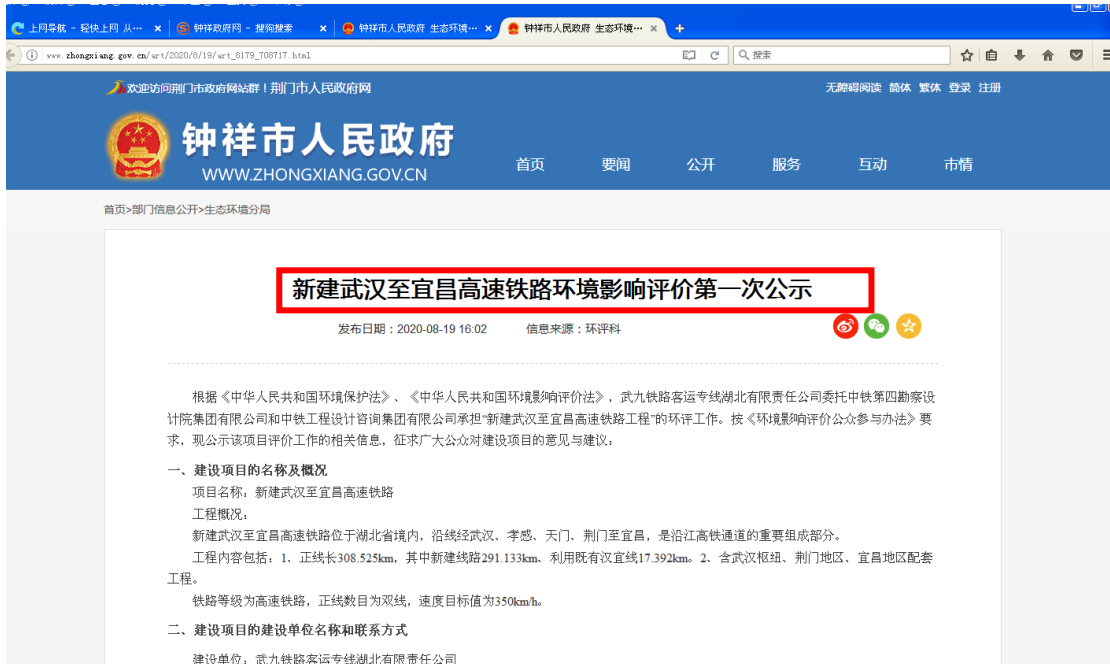 上网导航 - 轻快上网 从…
钟祥政府网 - 搜狗搜索
钟祥市人民政府 生态环境…
钟祥市人民政府 生态环境…
www.zhongxiang.gov.cn/art/2020/8/19/art_8179_708717.html
搜索
欢迎访问荆门市政府网站群！荆门市人民政府网
无障碍阅读 简体 繁体 登录 注册
钟祥市人民政府
WWW.ZHONGXIANG.GOV.CN
首页 要闻 公开 服务 互动 市情
首页>部门信息公开>生态环境分局
新建武汉至宜昌高速铁路环境影响评价第一次公示
发布日期：2020-08-19 16:02 信息来源：环评科
根据《中华人民共和国环境保护法》、《中华人民共和国环境影响评价法》，武九铁路客运专线湖北有限责任公司委托中铁第四勘察设
计院集团有限公司和中铁工程设计咨询集团有限公司承担“新建武汉至宜昌高速铁路工程”的环评工作。按《环境影响评价公众参与办法》要
求，现公示该项目评价工作的相关信息，征求广大公众对建设项目的意见与建议：
一、建设项目的名称及概况
项目名称：新建武汉至宜昌高速铁路
工程概况：
新建武汉至宜昌高速铁路位于湖北省境内，沿线经武汉、孝感、天门、荆门至宜昌，是沿江高铁通道的重要组成部分。
工程内容包括：1、正线长308.525km，其中新建线路291.133km、利用既有汉宜线17.392km。2、含武汉枢纽、荆门地区、宜昌地区配套
工程。
铁路等级为高速铁路，正线数目为双线，速度目标值为350km/h。
二、建设项目的建设单位名称和联系方式
建设单位：武九铁路客运专线湖北有限责任公司